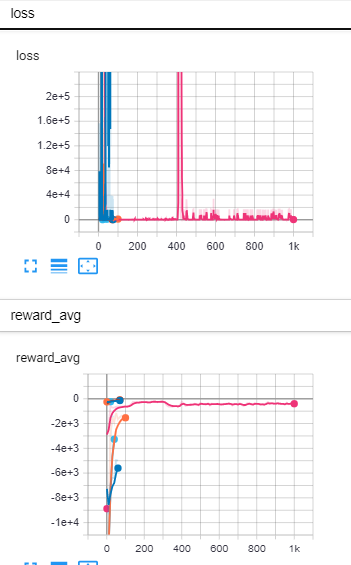 loss
loss
2e+5
1.6e+5
1.2e+5
8e+4
4e+4
0
0 200 400 600 800 1k
reward_avg
reward_avg
0
-2e+3
-4e+3
-6e+3
-8e+3
-1e+4
0 200 400 600 800 1k